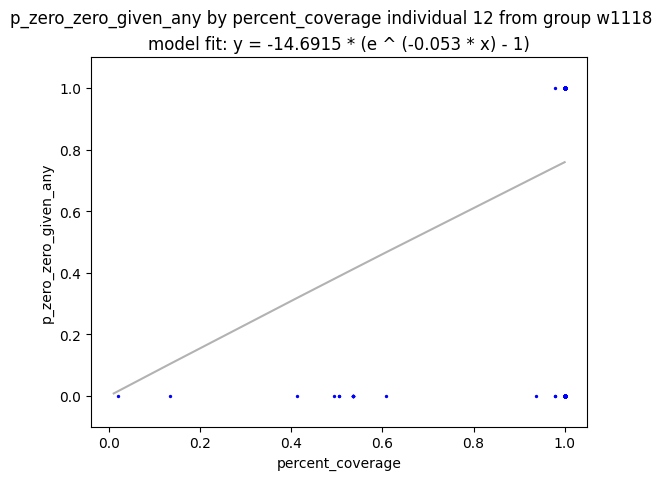 p_zero_zero_given_any by percent_coverage individual 12 from group w1118
model fit: y = -14.6915 * (e ^ (-0.053 * x) - 1)
p_zero_zero_given_any
1.0
0.8
0.6
0.4
0.2
0.0
0.0 0.2 0.4 0.6 0.8 1.0
percent_coverage